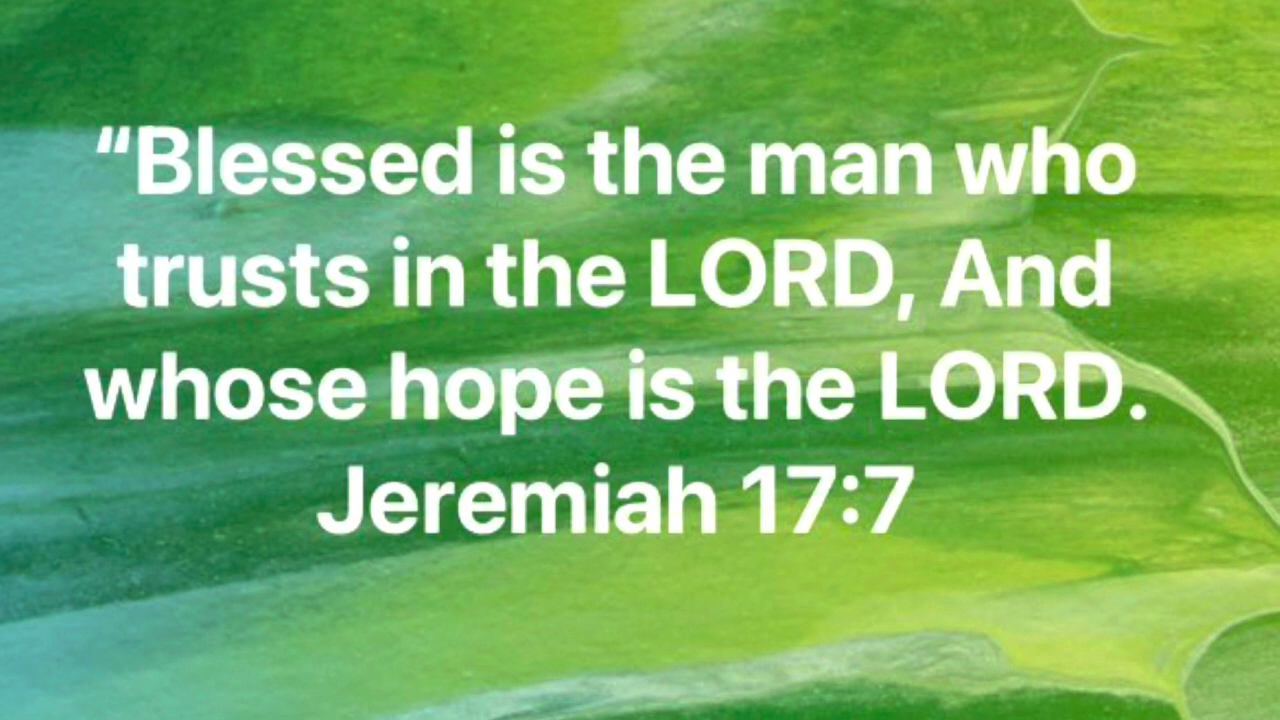 “Blessed is the man who
trusts in the LORD, And
whose hope is the LORD.
Jeremiah 17:7